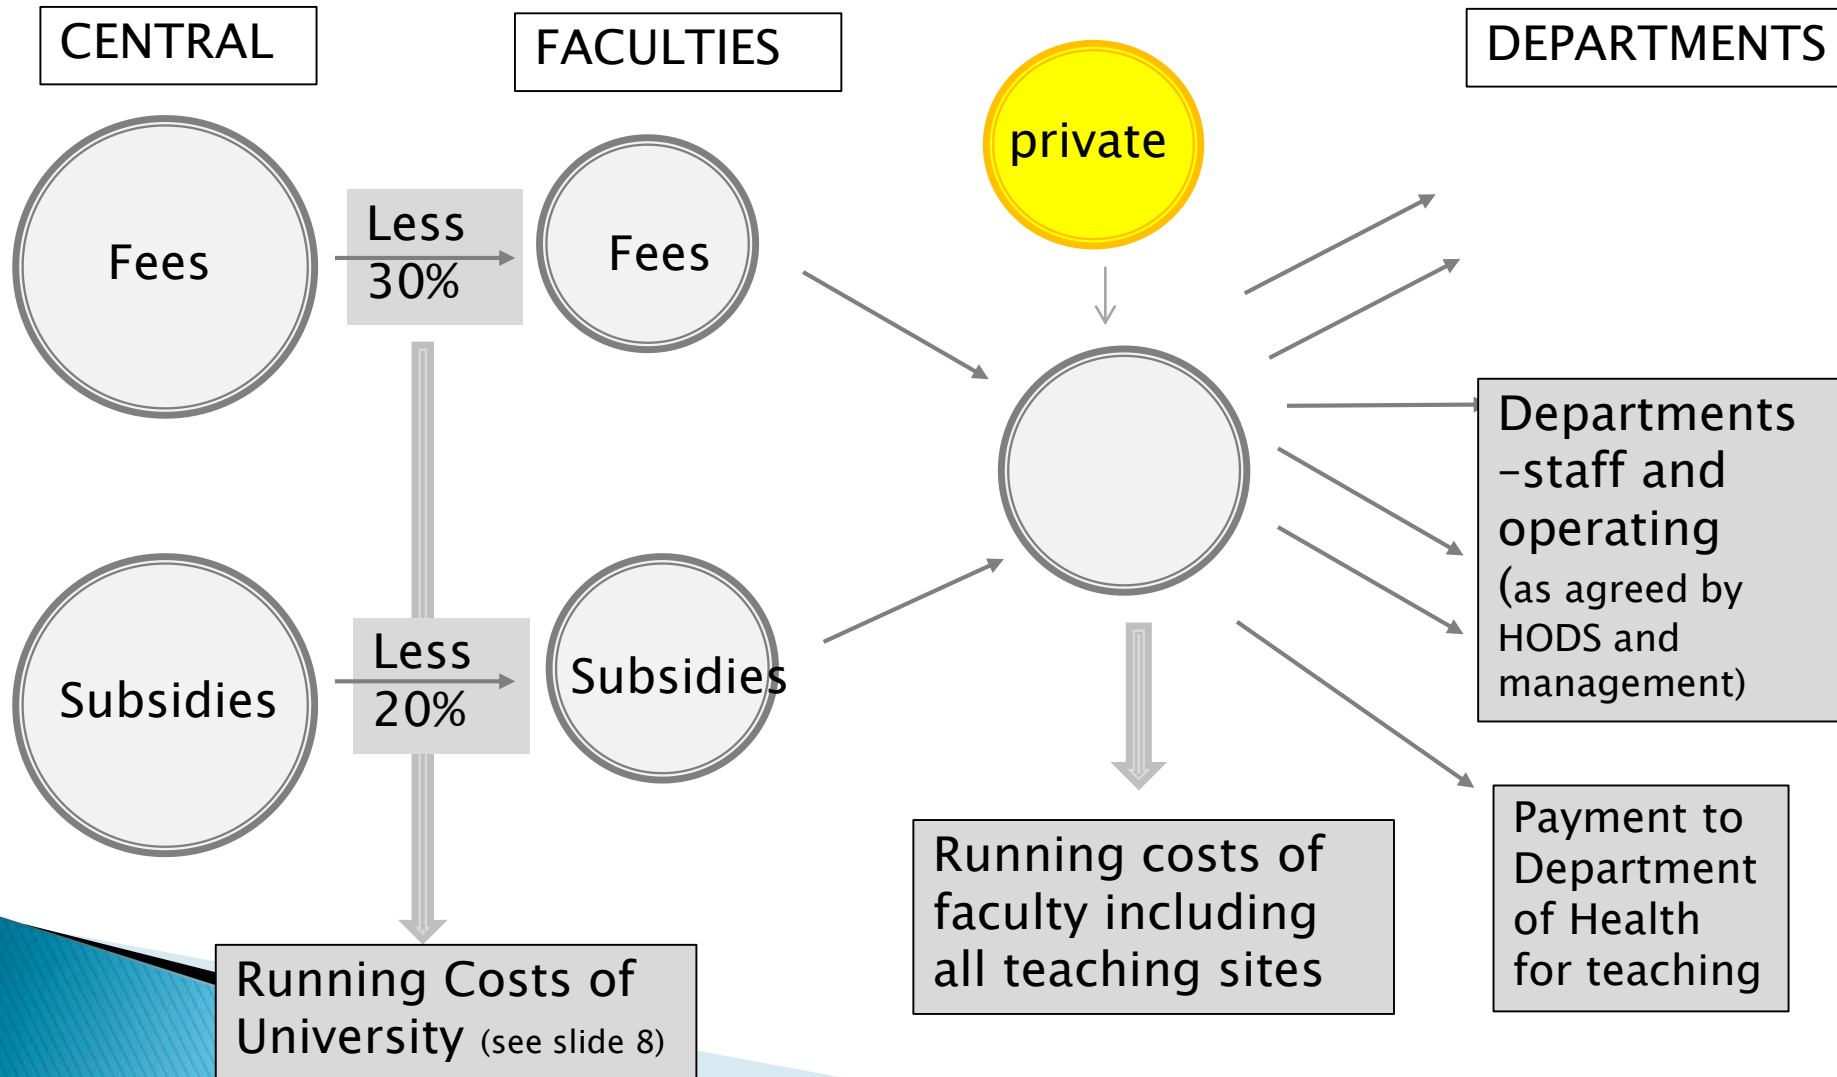 CENTRAL
FACULTIES
DEPARTMENTS
private
Fees
Less
30%
Fees
Departments
–staff and
operating
(as agreed by
HODS and
management)
Subsidies
Less
20%
Subsidies
Running costs of
faculty including
all teaching sites
Payment to
Department
of Health
for teaching
Running Costs of
University (see slide 8)